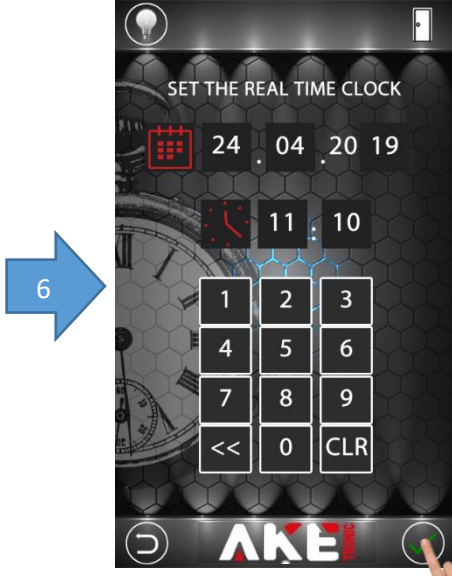 SET THE REAL TIME CLOCK
24 . 04 . 20 19
11 : 10
6
1 2 3
4 5 6
7 8 9
<< 0 CLR
AKE TRONIC